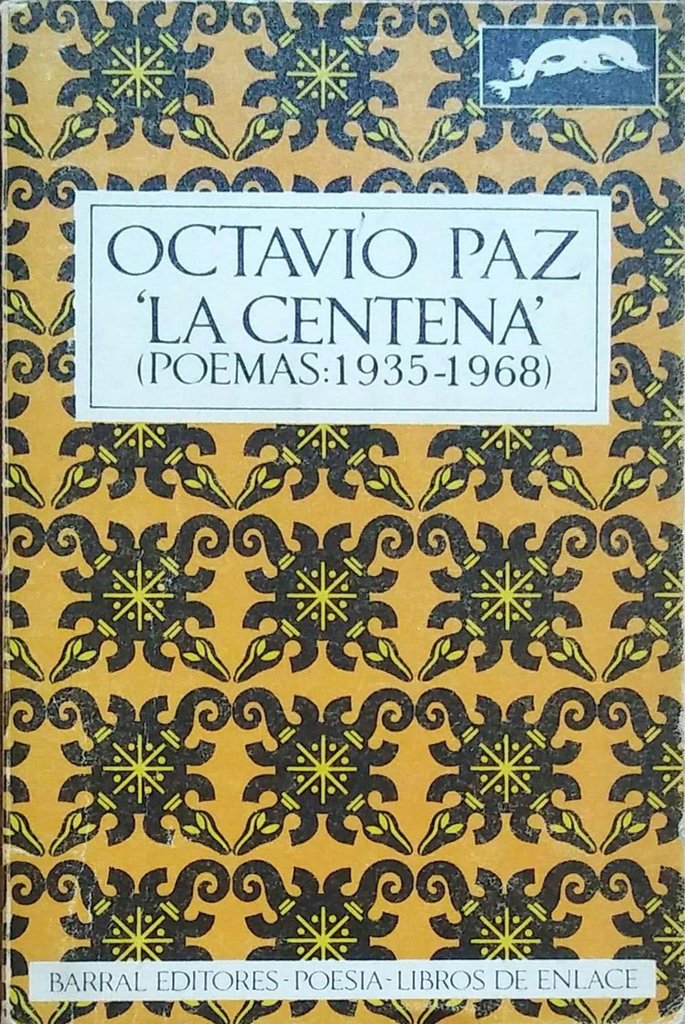 OCTAVIO PAZ
'LA CENTENA'
(POEMAS:1935-1968)
BARRAL EDITORES-POESIA-LIBROS DE ENLACE